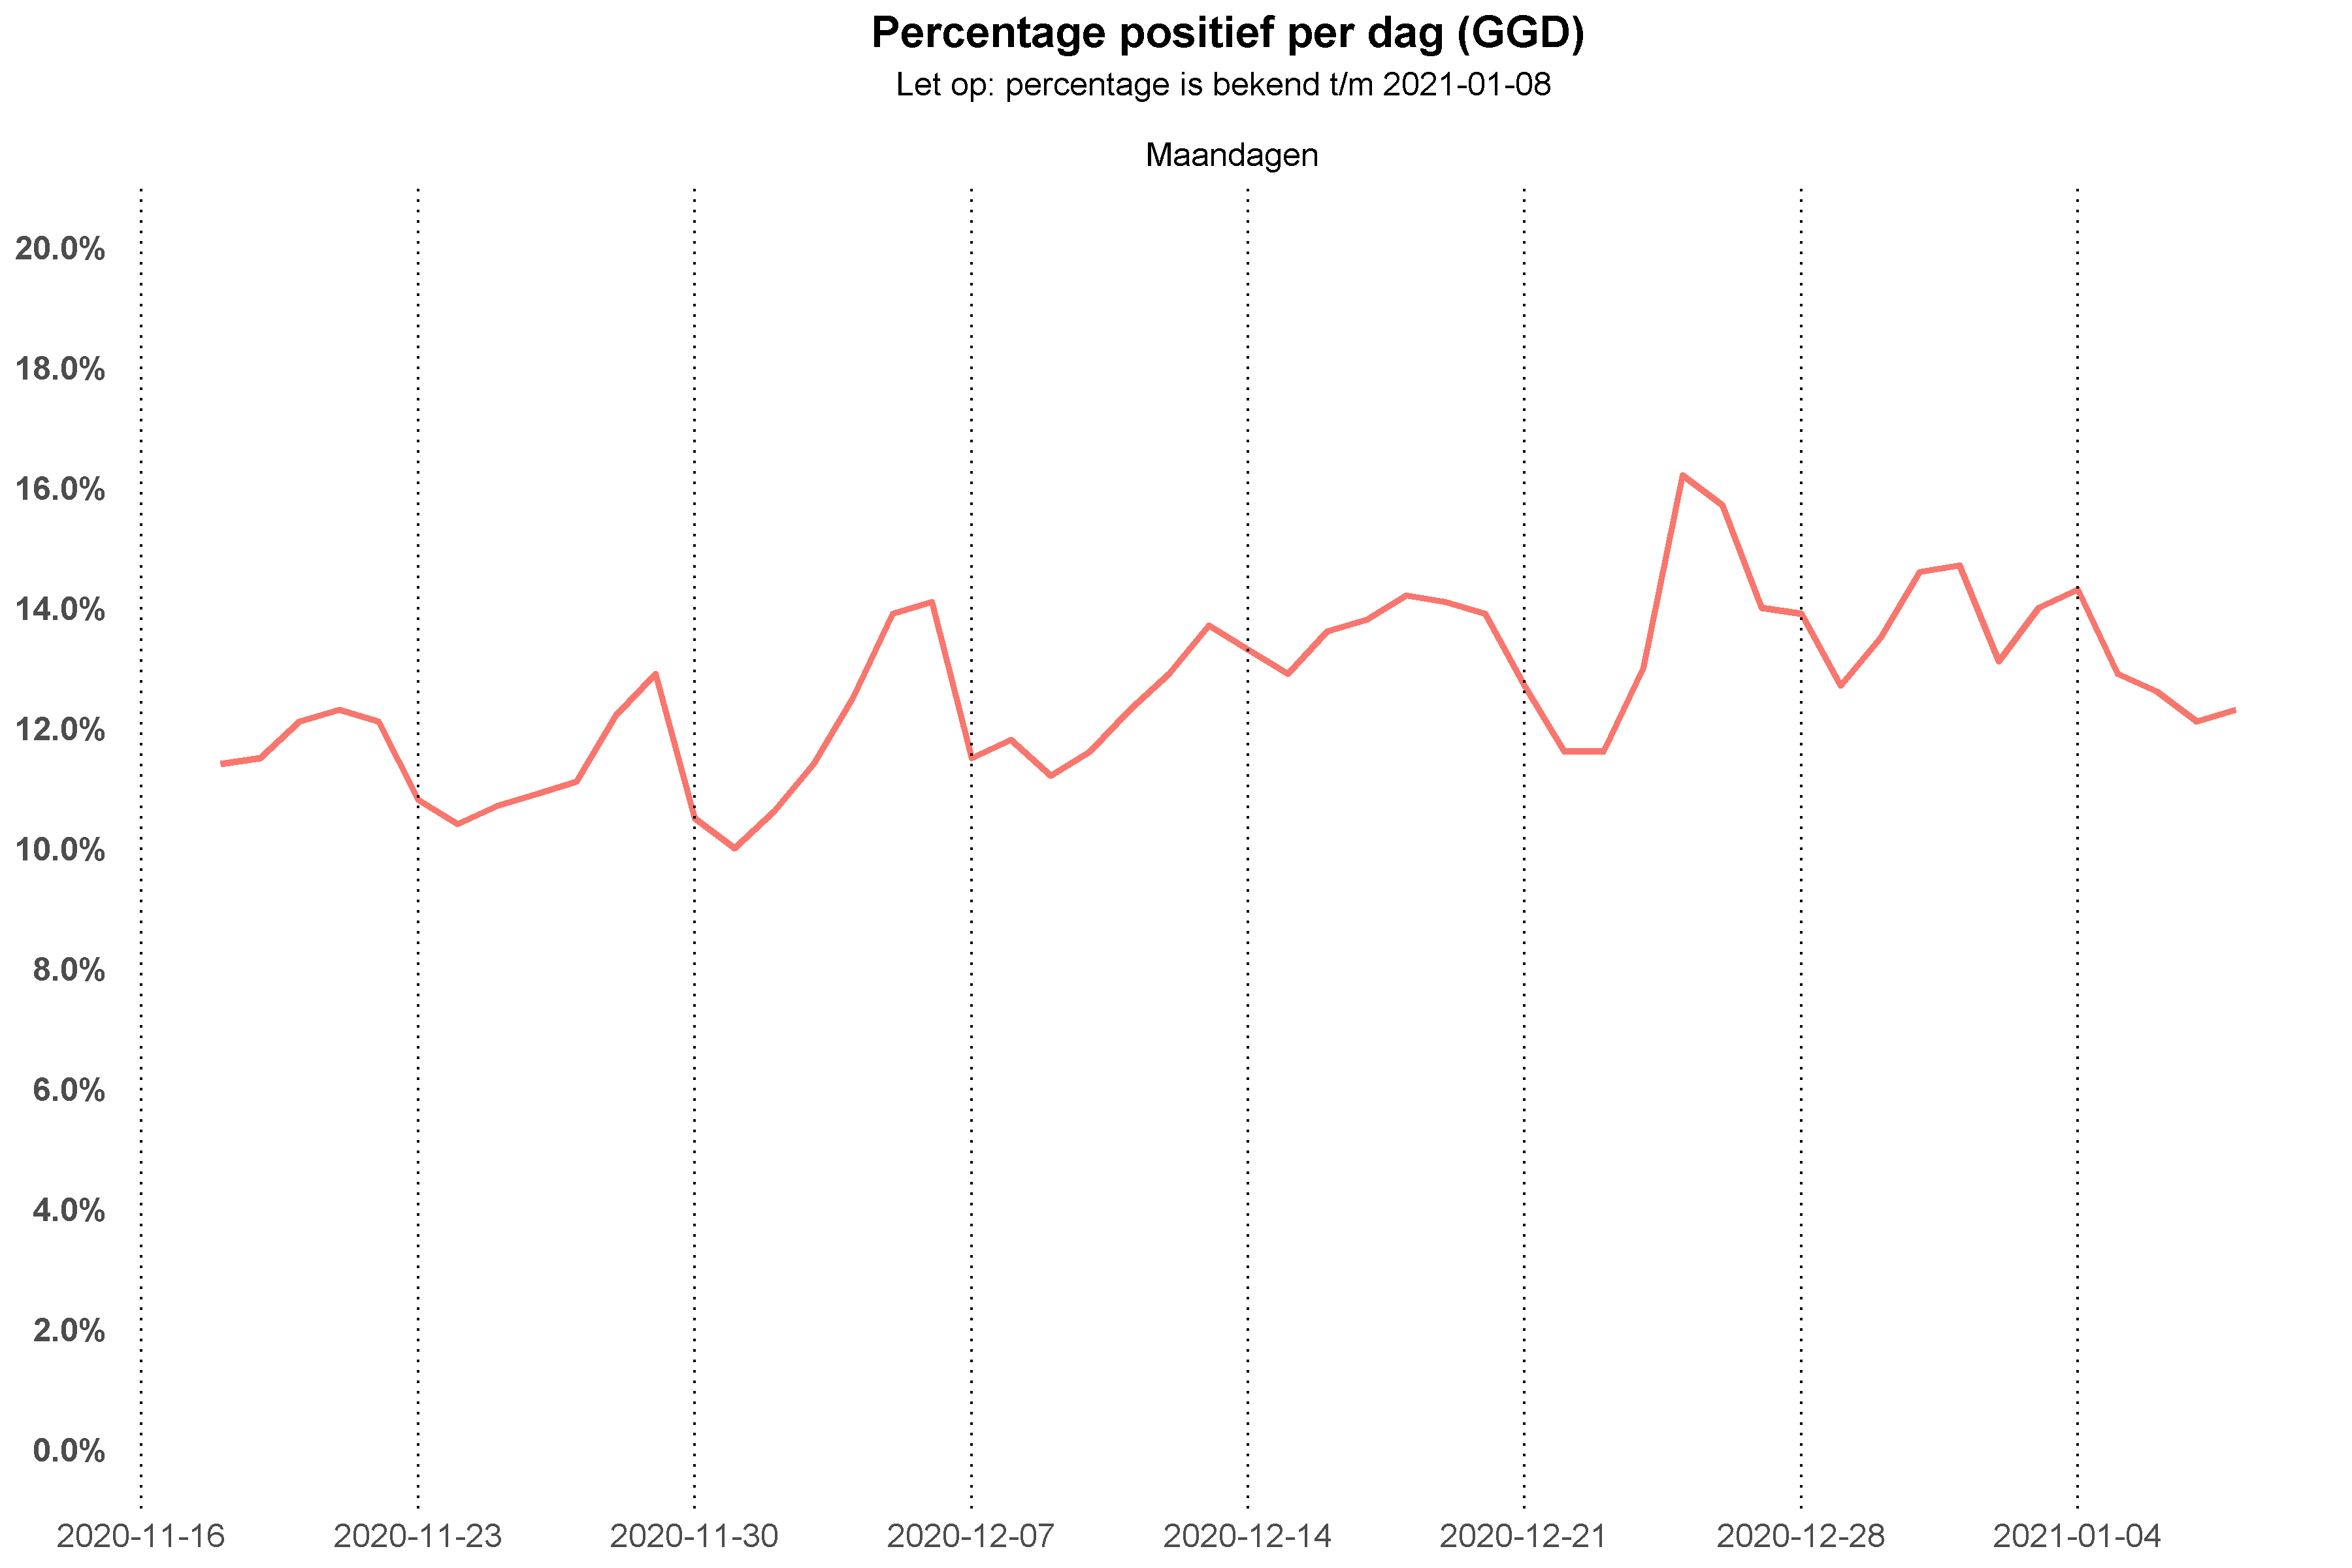 Percentage positief per dag (GGD)
Let op: percentage is bekend t/m 2021-01-08
Maandagen
20.0%
18.0%
16.0%
14.0%
12.0%
10.0%
8.0%
6.0%
4.0%
2.0%
0.0%
2020-11-16 2020-11-23 2020-11-30 2020-12-07 2020-12-14 2020-12-21 2020-12-28 2021-01-04